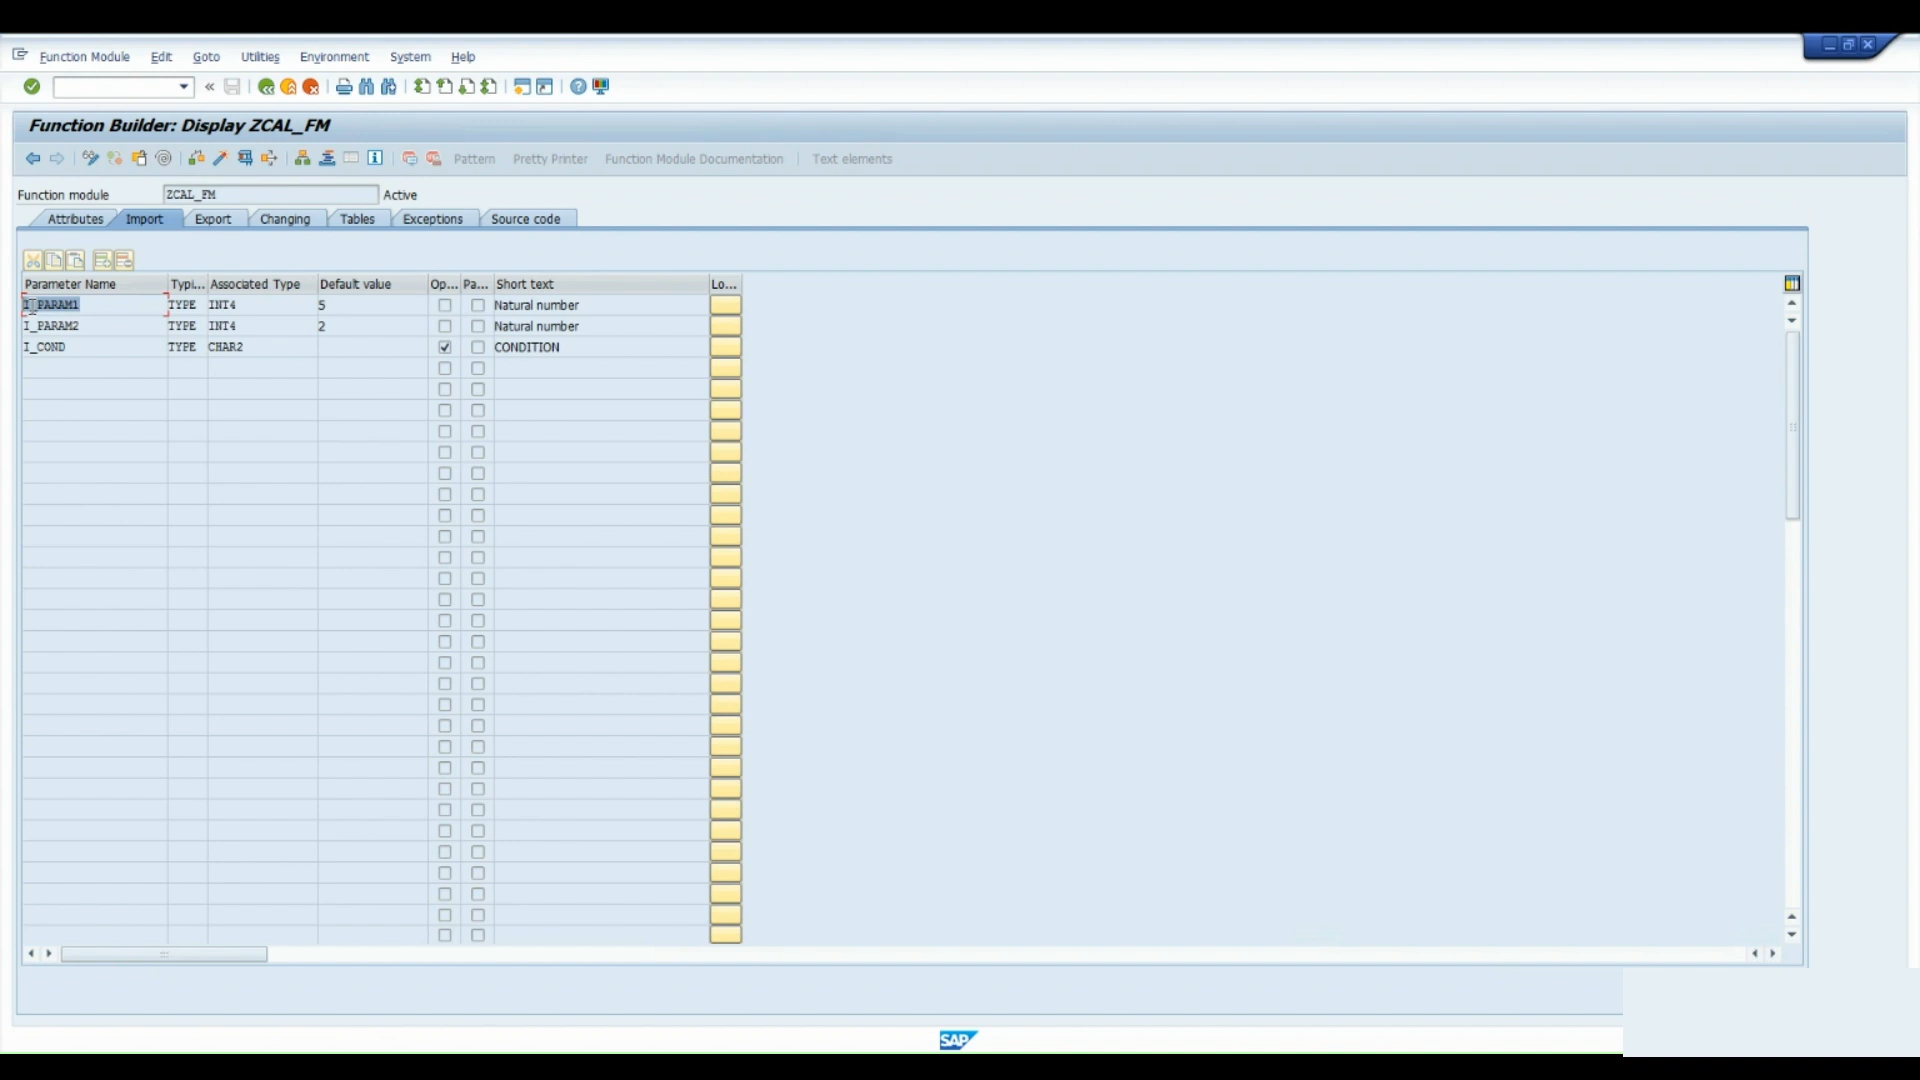 Function Module Edit Goto Utilities Environment System Help
Function Builder: Display ZCAL_FM
Pattern Pretty Printer Function Module Documentation Text elements
Function module ZCAL_FM Active
Attributes Import Export Changing Tables Exceptions Source code
Parameter Name Typi... Associated Type Default value Op... Pa... Short text Lo...
I_PARAM1 TYPE INT4 5 Natural number
I_PARAM2 TYPE INT4 2 Natural number
I_COND TYPE CHAR2 CONDITION
SAP